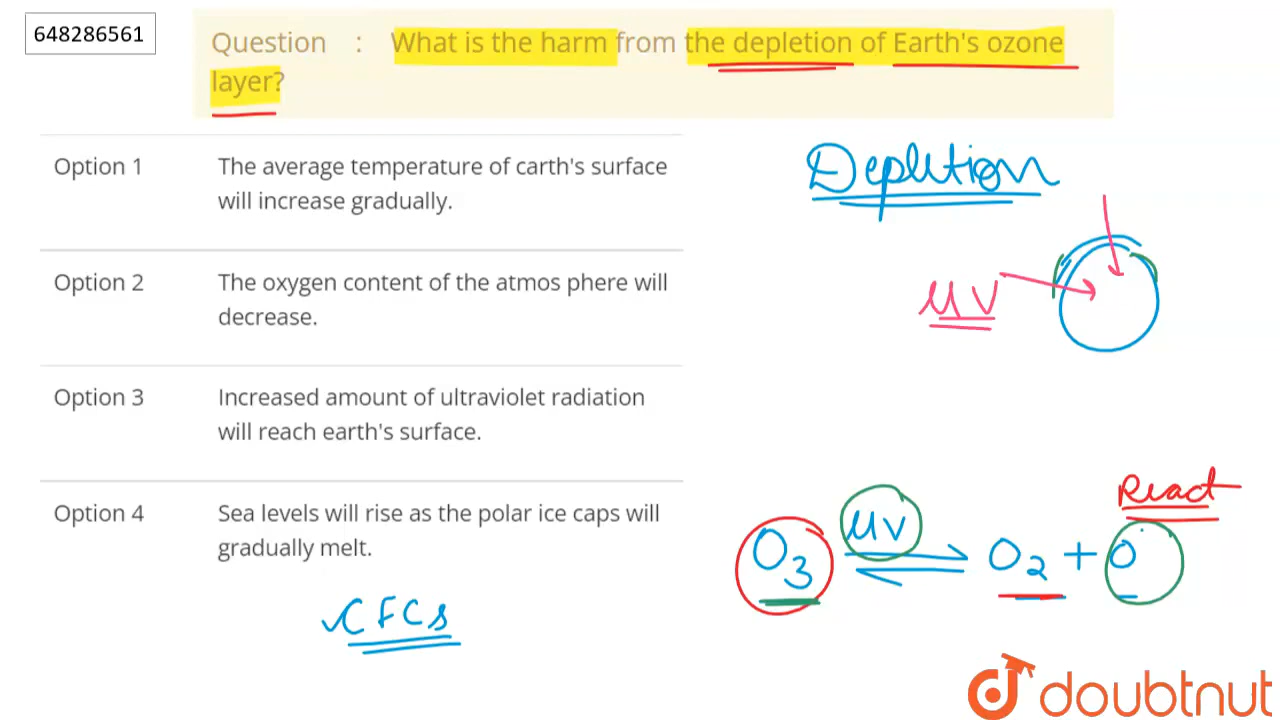 648286561
Question : What is the harm from the depletion of Earth's ozone
layer?
Option 1 The average temperature of carth's surface
will increase gradually.
Option 2 The oxygen content of the atmos phere will
decrease.
Option 3 Increased amount of ultraviolet radiation
will reach earth's surface.
Option 4 Sea levels will rise as the polar ice caps will
gradually melt.
Depletion
UV
React
O3 UV O2 + O
CFCs
doubtnut